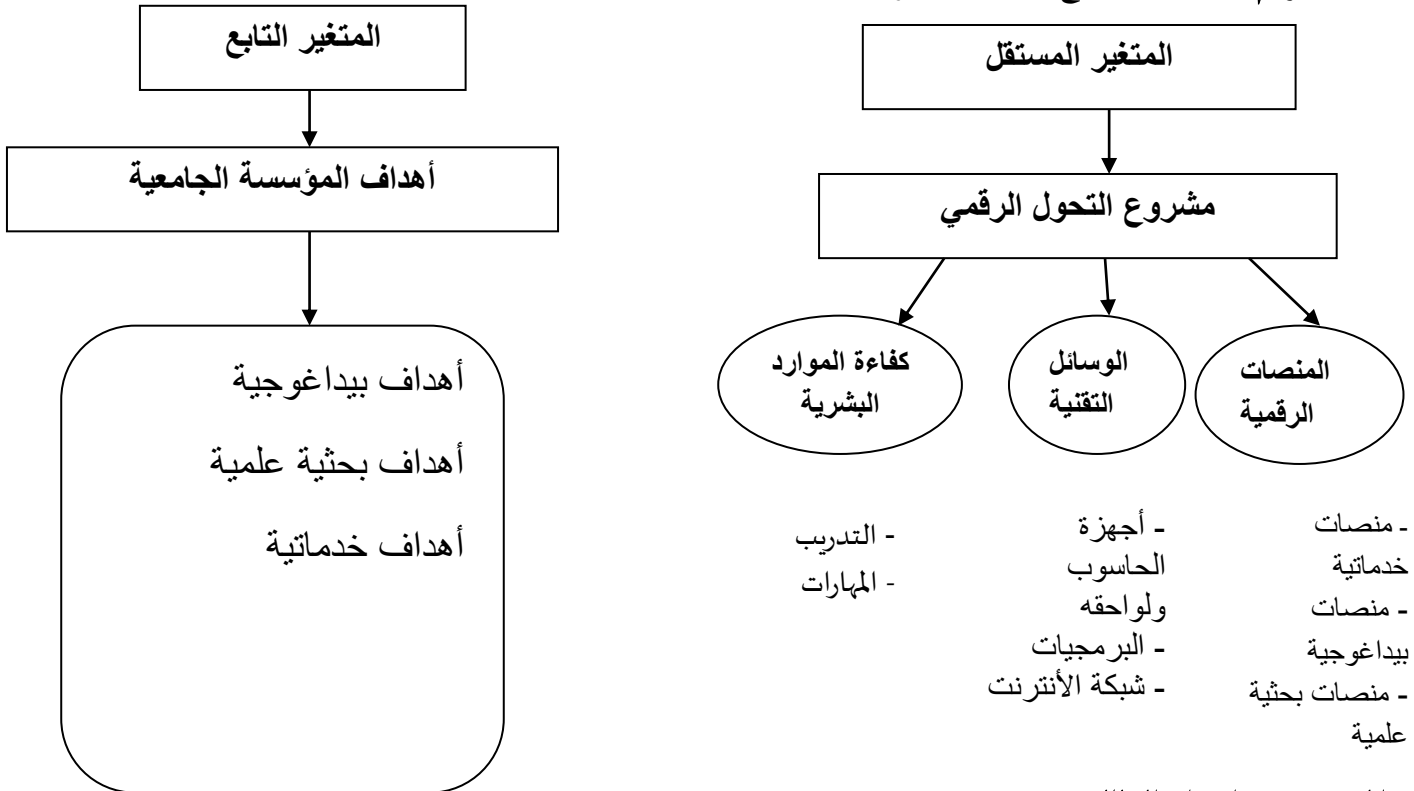 المتغير المستقل
مشروع التحول الرقمي
المنصات
الرقمية
الوسائل
التقنية
كفاءة الموارد
البشرية
- منصات
خدماتية
- منصات
بيداغوجية
- منصات بحثية
علمية
- أجهزة
الحاسوب
ولواحقه
- البرمجيات
- شبكة الأنترنت
- التدريب
- المهارات
المتغير التابع
أهداف المؤسسة الجامعية
أهداف بيداغوجية
أهداف بحثية علمية
أهداف خدماتية